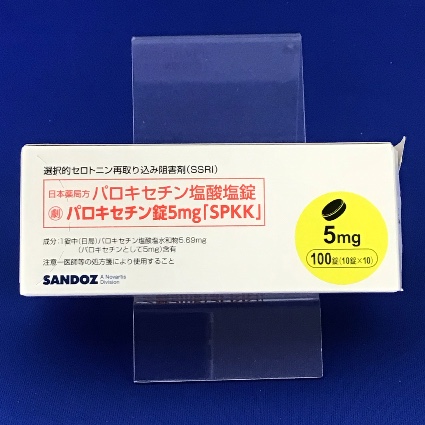 選択的セロトニン再取り込み阻害剤(SSRI)
日本薬局方 パロキセチン塩酸塩錠
劇 パロキセチン錠5mg「SPKK」
成分:1錠中(日局)パロキセチン塩酸塩水和物5.69mg
(パロキセチンとして5mg)含有
注意-医師等の処方箋により使用すること
SANDOZ A Novartis
Division
5mg
100錠(10錠×10)